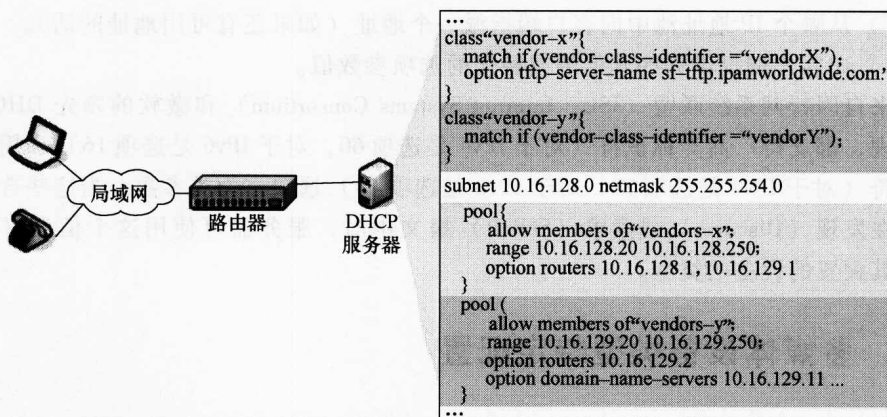 ...
class“vendor–x”{
match if (vendor–class–identifier =“vendorX”);
option tftp–server–name sf–tftp.ipamworldwide.com.”
}
class“vendor–y”{
match if (vendor–class–identifier =“vendorY”);
}
subnet 10.16.128.0 netmask 255.255.254.0
pool{
allow members of“vendors–x”;
range 10.16.128.20 10.16.128.250;
option routers 10.16.128.1, 10.16.129.1
}
pool (
allow members of“vendors–y”;
range 10.16.129.20 10.16.129.250;
option routers 10.16.129.2
option domain–name–servers 10.16.129.11 ...
}
...
局域网
路由器
DHCP
服务器